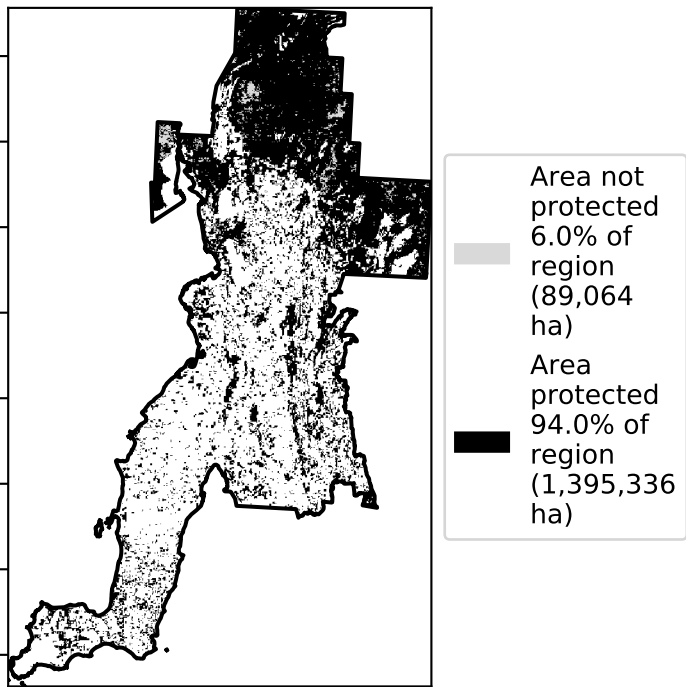 Area not
protected
6.0% of
region
(89,064
ha)
Area
protected
94.0% of
region
(1,395,336
ha)